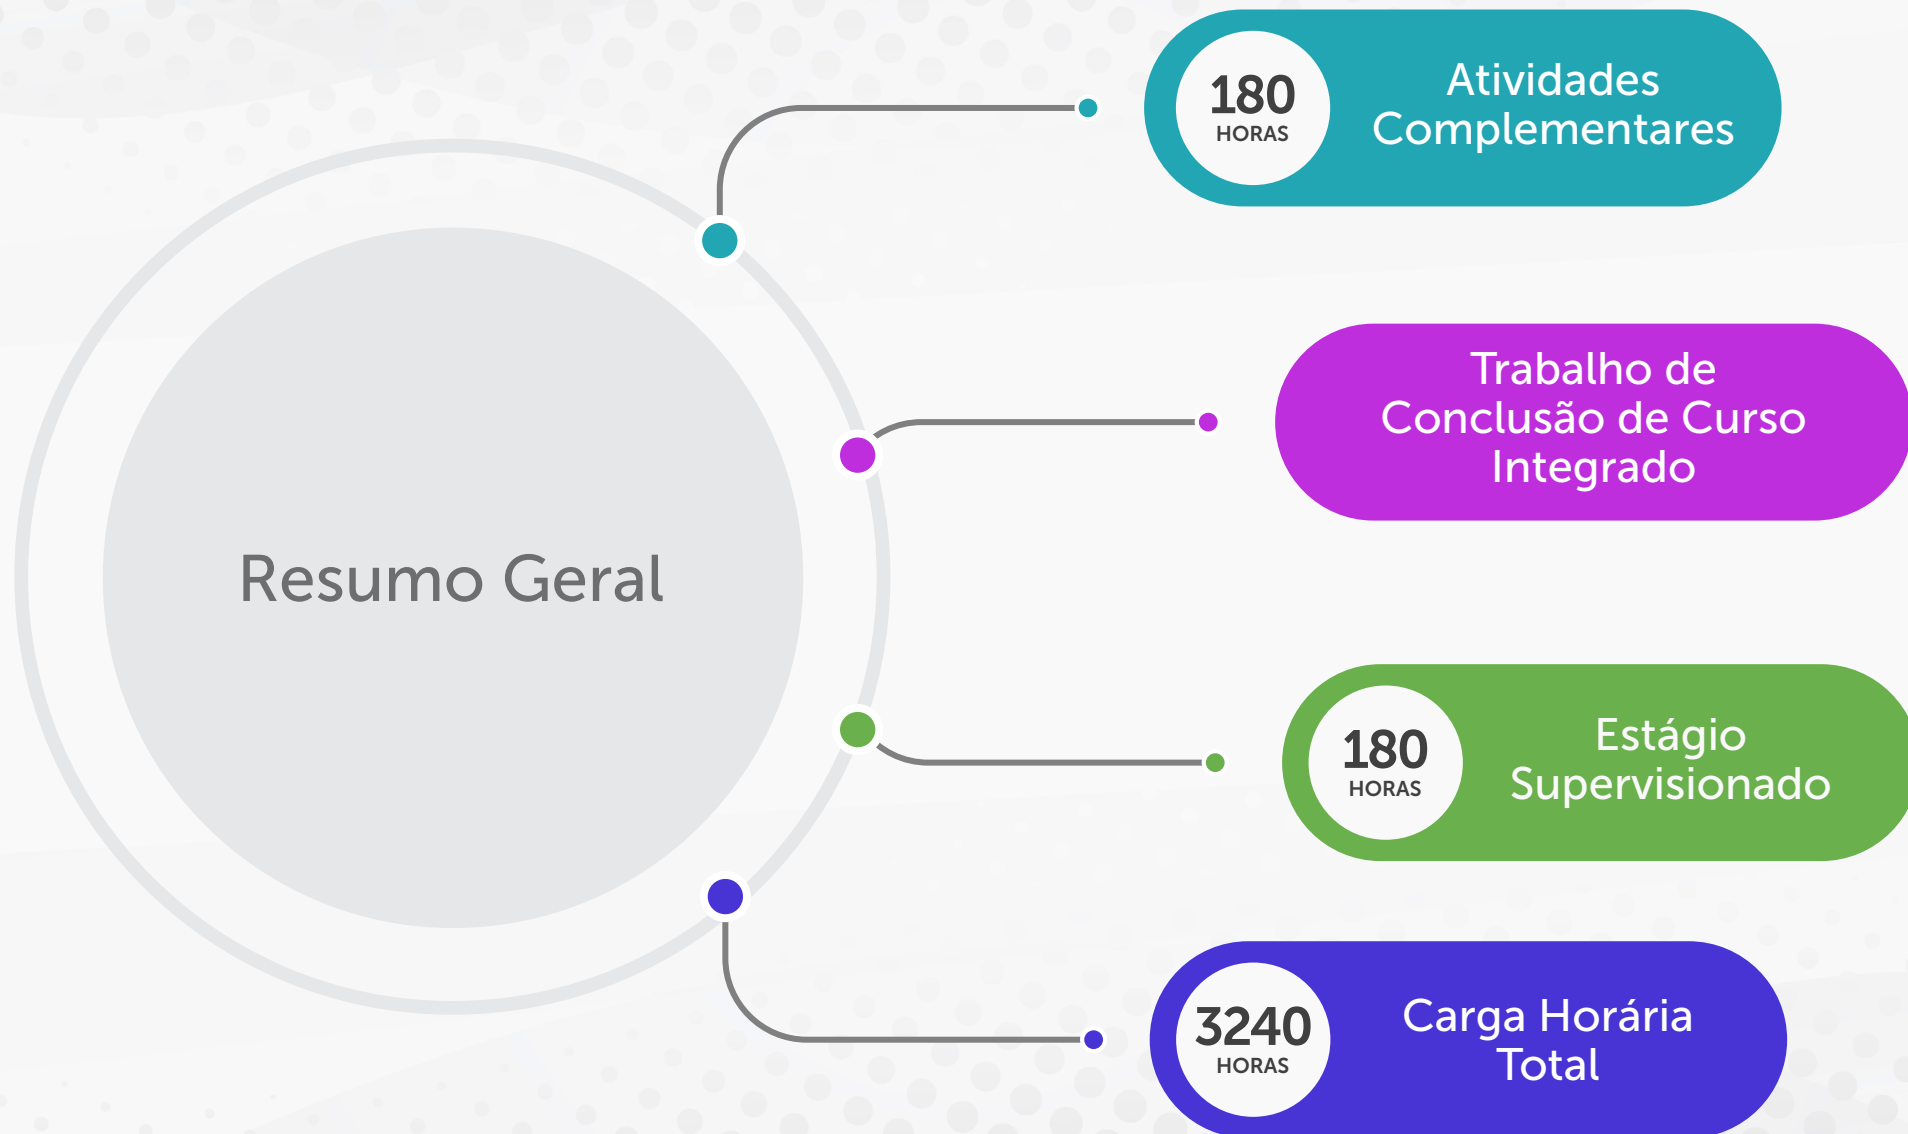 Resumo Geral
180
HORAS
Atividades
Complementares
Trabalho de
Conclusão de Curso
Integrado
180
HORAS
Estágio
Supervisionado
3240
HORAS
Carga Horária
Total